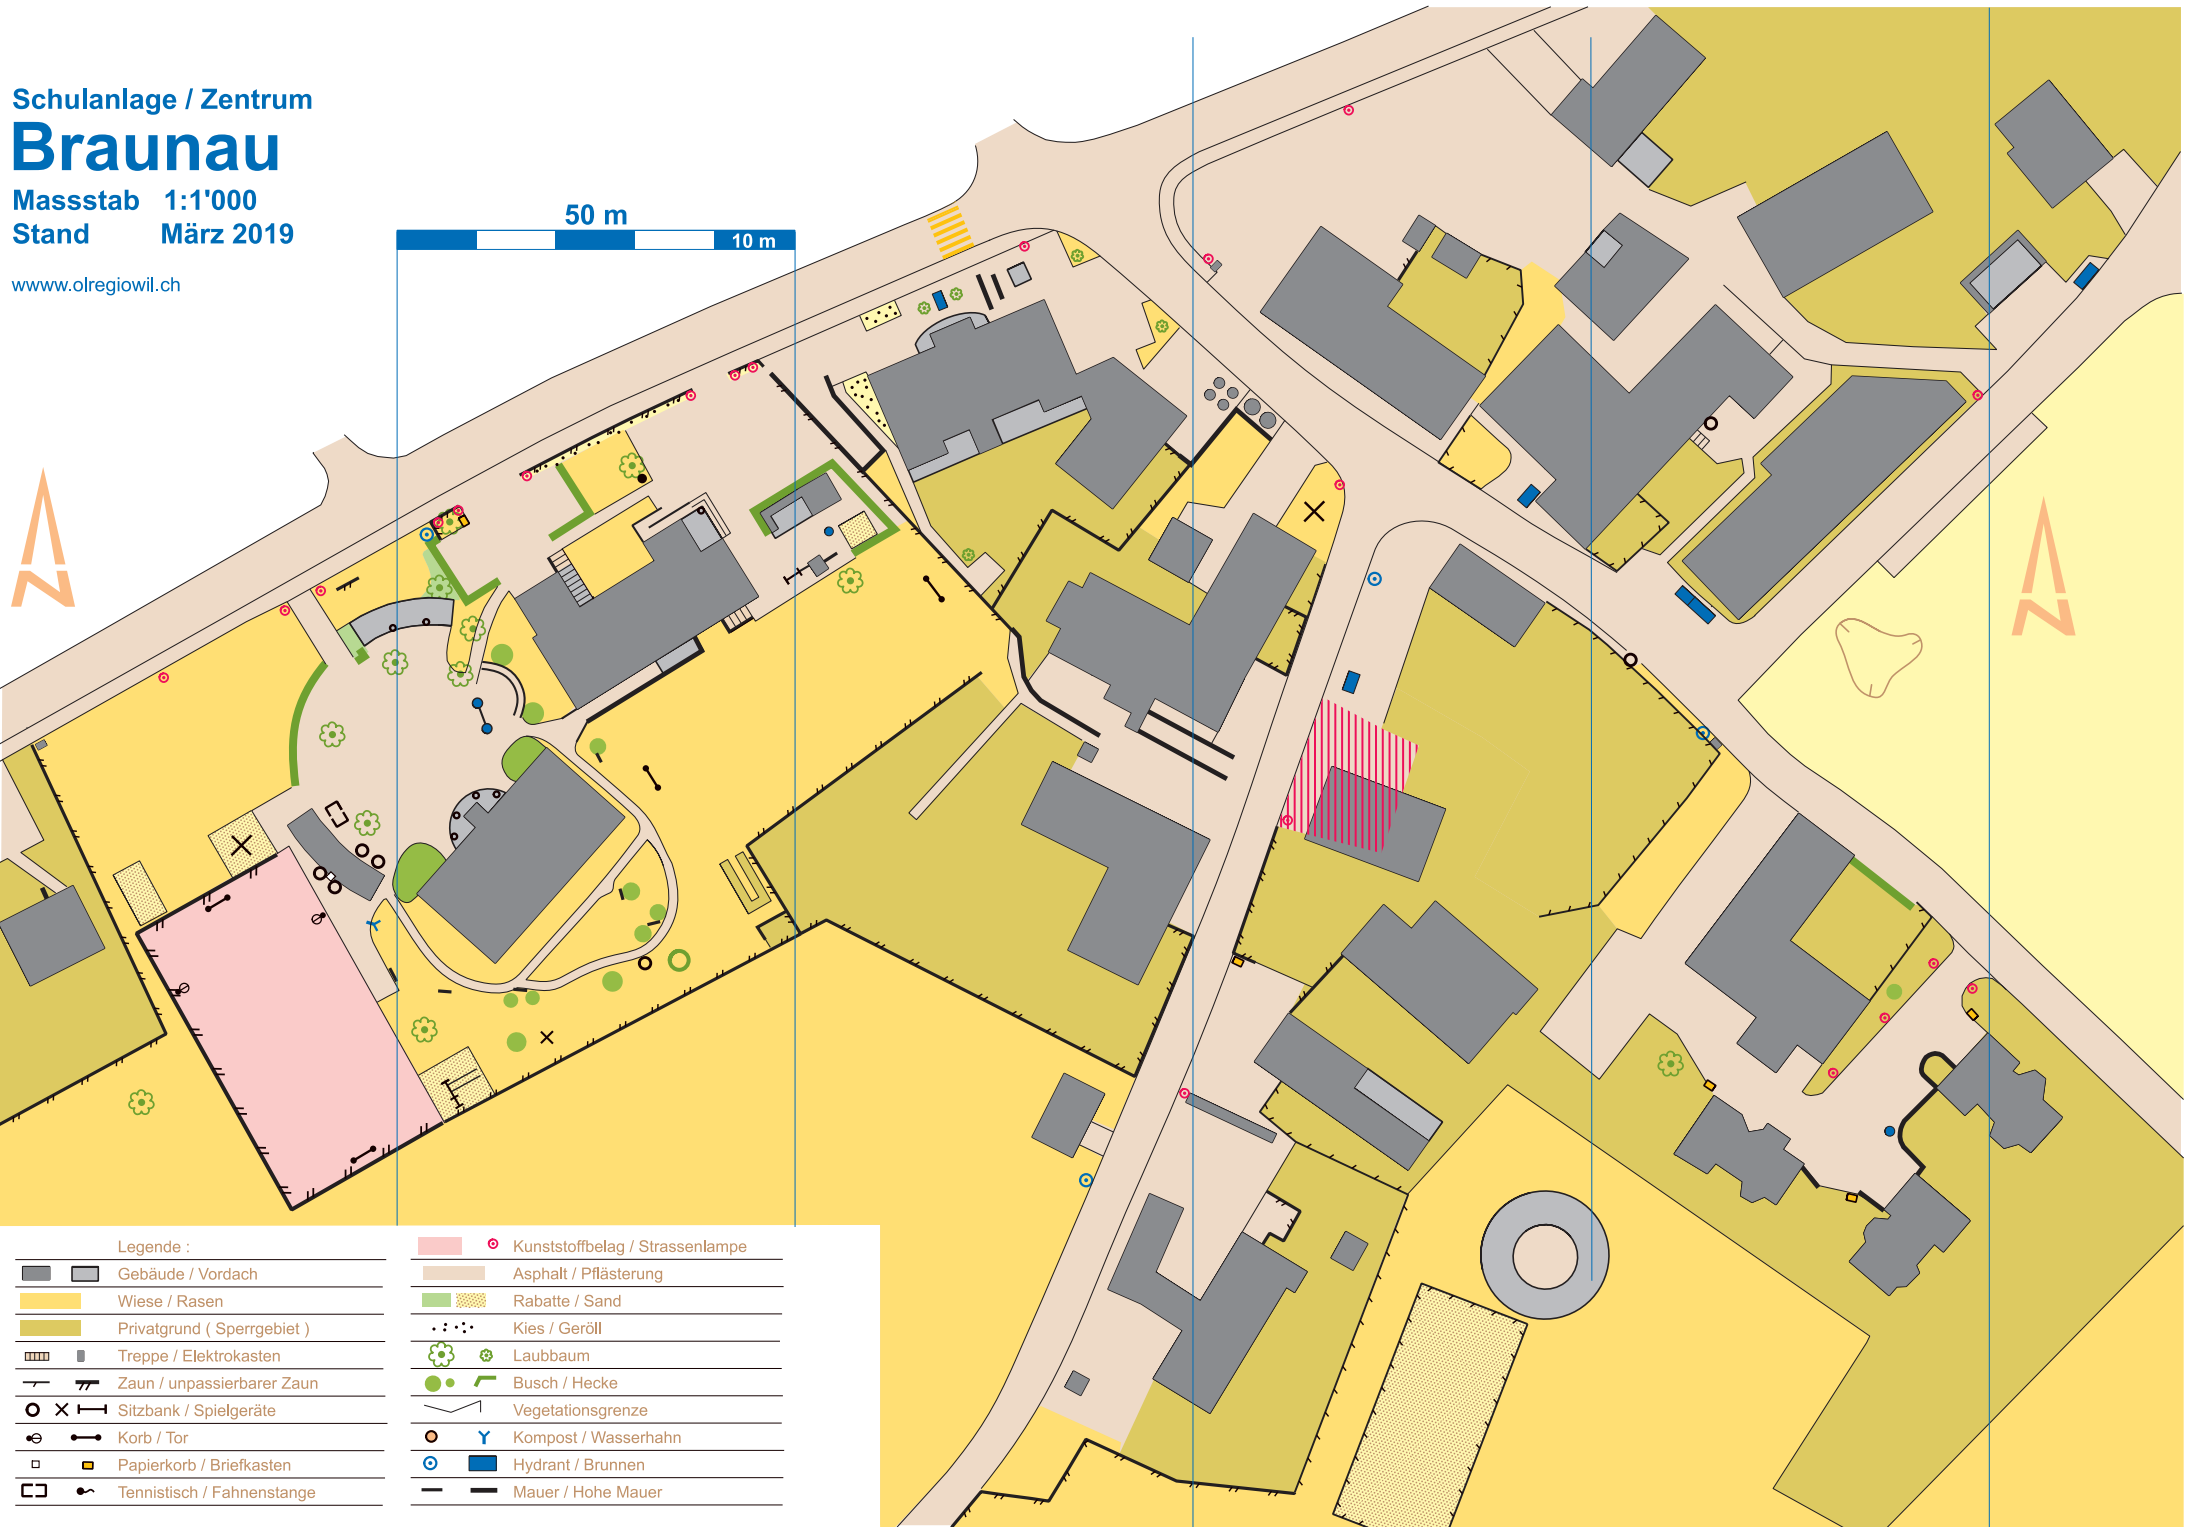 Schulanlage / Zentrum
Braunau
Massstab 1:1'000
Stand März 2019
wwww.olregiowil.ch
50 m
10 m
N
N
Legende :
Gebäude / Vordach
Wiese / Rasen
Privatgrund ( Sperrgebiet )
Treppe / Elektrokasten
Zaun / unpassierbarer Zaun
Sitzbank / Spielgeräte
Korb / Tor
Papierkorb / Briefkasten
Tennistisch / Fahnenstange
Kunststoffbelag / Strassenlampe
Asphalt / Pflästerung
Rabatte / Sand
Kies / Geröll
Laubbaum
Busch / Hecke
Vegetationsgrenze
Kompost / Wasserhahn
Hydrant / Brunnen
Mauer / Hohe Mauer